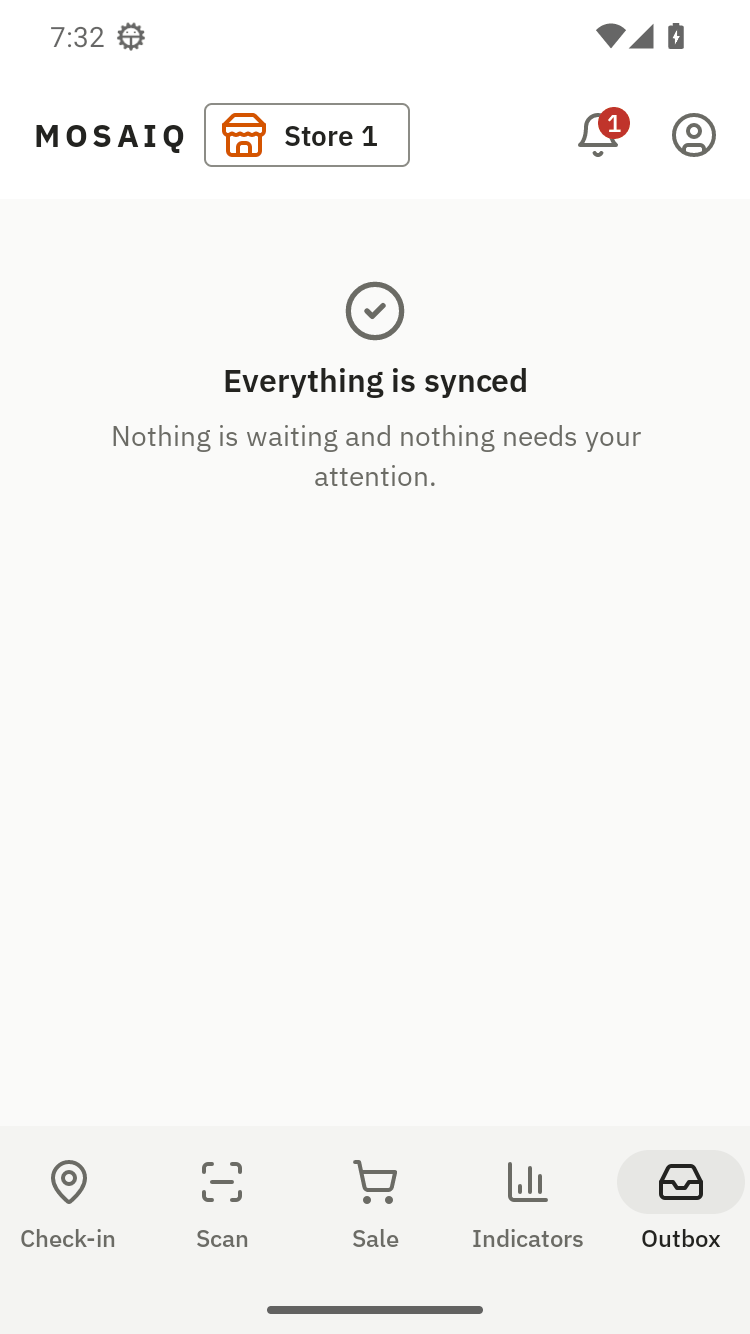 7:32
MOSAIQ
Store 1
1
Everything is synced
Nothing is waiting and nothing needs your
attention.
Check-in
Scan
Sale
Indicators
Outbox